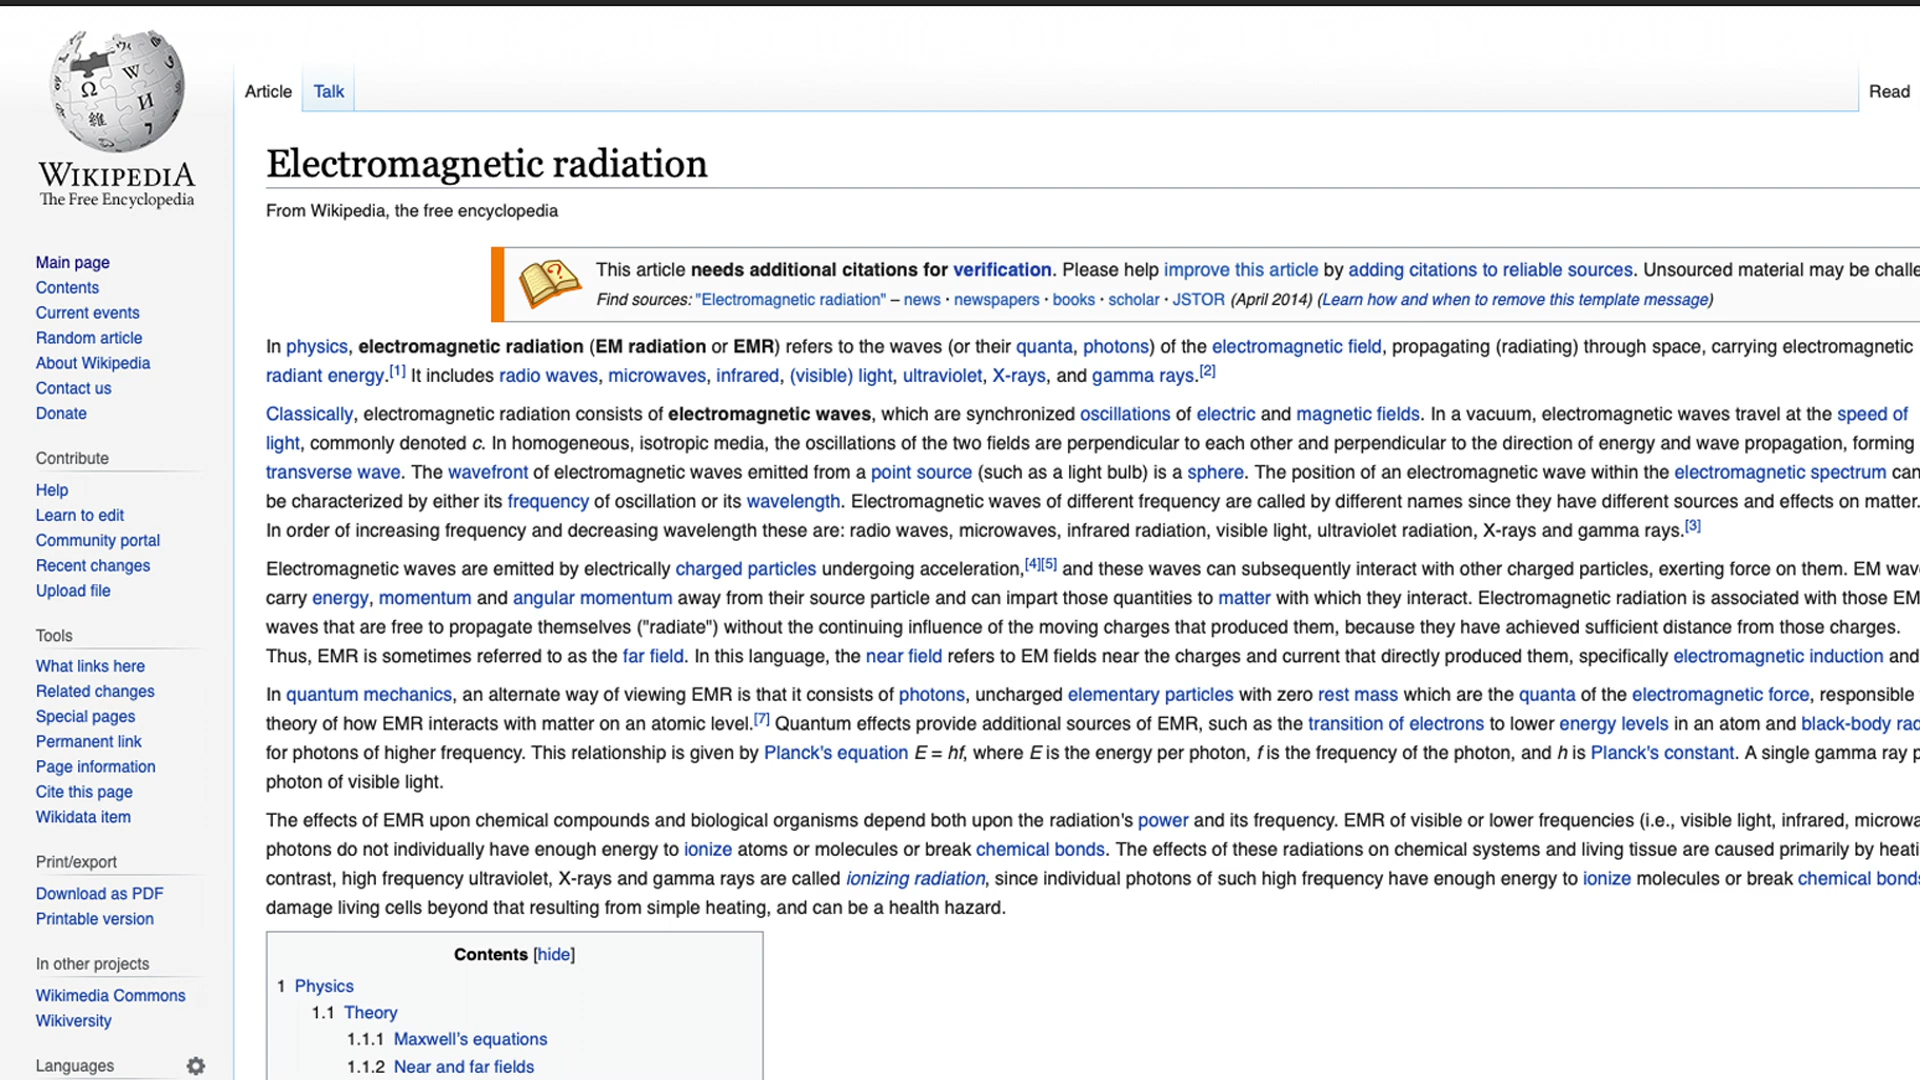 WIKIPEDIA
The Free Encyclopedia
Main page
Contents
Current events
Random article
About Wikipedia
Contact us
Donate
Contribute
Help
Learn to edit
Community portal
Recent changes
Upload file
Tools
What links here
Related changes
Special pages
Permanent link
Page information
Cite this page
Wikidata item
Print/export
Download as PDF
Printable version
In other projects
Wikimedia Commons
Wikiversity
Languages
Article Talk Read
Electromagnetic radiation
From Wikipedia, the free encyclopedia
This article needs additional citations for verification. Please help improve this article by adding citations to reliable sources. Unsourced material may be
Find sources: "Electromagnetic radiation" – news · newspapers · books · scholar · JSTOR (April 2014) (Learn how and when to remove this template message)
In physics, electromagnetic radiation (EM radiation or EMR) refers to the waves (or their quanta, photons) of the electromagnetic field, propagating (radiating) through space, carrying electromagnetic
radiant energy.[1] It includes radio waves, microwaves, infrared, (visible) light, ultraviolet, X-rays, and gamma rays.[2]
Classically, electromagnetic radiation consists of electromagnetic waves, which are synchronized oscillations of electric and magnetic fields. In a vacuum, electromagnetic waves travel at the speed of
light, commonly denoted c. In homogeneous, isotropic media, the oscillations of the two fields are perpendicular to each other and perpendicular to the direction of energy and wave propagation, forming
transverse wave. The wavefront of electromagnetic waves emitted from a point source (such as a light bulb) is a sphere. The position of an electromagnetic wave within the electromagnetic spectrum can
be characterized by either its frequency of oscillation or its wavelength. Electromagnetic waves of different frequency are called by different names since they have different sources and effects on matter.
In order of increasing frequency and decreasing wavelength these are: radio waves, microwaves, infrared radiation, visible light, ultraviolet radiation, X-rays and gamma rays.[3]
Electromagnetic waves are emitted by electrically charged particles undergoing acceleration,[4][5] and these waves can subsequently interact with other charged particles, exerting force on them. EM
carry energy, momentum and angular momentum away from their source particle and can impart those quantities to matter with which they interact. Electromagnetic radiation is associated with those EM
waves that are free to propagate themselves ("radiate") without the continuing influence of the moving charges that produced them, because they have achieved sufficient distance from those charges.
Thus, EMR is sometimes referred to as the far field. In this language, the near field refers to EM fields near the charges and current that directly produced them, specifically electromagnetic induction and
In quantum mechanics, an alternate way of viewing EMR is that it consists of photons, uncharged elementary particles with zero rest mass which are the quanta of the electromagnetic force, responsible
theory of how EMR interacts with matter on an atomic level.[7] Quantum effects provide additional sources of EMR, such as the transition of electrons to lower energy levels in an atom and black-body
for photons of higher frequency. This relationship is given by Planck's equation E = hf, where E is the energy per photon, f is the frequency of the photon, and h is Planck's constant. A single gamma ray
photon of visible light.
The effects of EMR upon chemical compounds and biological organisms depend both upon the radiation's power and its frequency. EMR of visible or lower frequencies (i.e., visible light, infrared,
photons do not individually have enough energy to ionize atoms or molecules or break chemical bonds. The effects of these radiations on chemical systems and living tissue are caused primarily by
contrast, high frequency ultraviolet, X-rays and gamma rays are called ionizing radiation, since individual photons of such high frequency have enough energy to ionize molecules or break chemical bonds
damage living cells beyond that resulting from simple heating, and can be a health hazard.
Contents [hide]
1 Physics
1.1 Theory
1.1.1 Maxwell's equations
1.1.2 Near and far fields